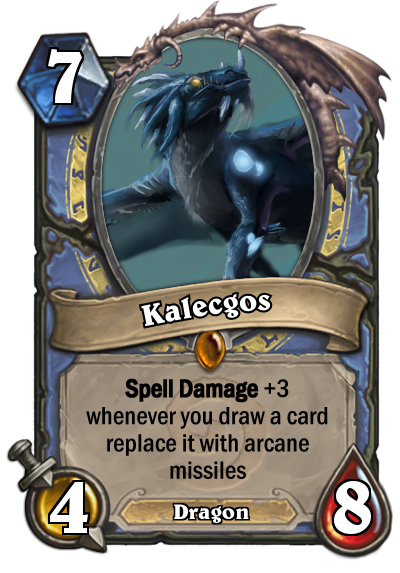 7
Kalecgos
Spell Damage +3
whenever you draw a card
replace it with arcane
missiles
4
Dragon
8